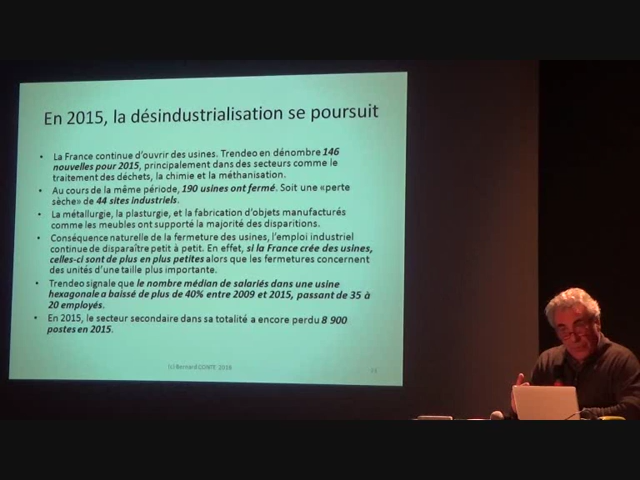 En 2015, la désindustrialisation se poursuit
• La France continue d'ouvrir des usines. Trendeo en dénombre 146
nouvelles pour 2015, principalement dans des secteurs comme le
traitement des déchets, la chimie et la méthanisation.
• Au cours de la même période, 190 usines ont fermé. Soit une «perte
sèche» de 44 sites industriels.
• La métallurgie, la plasturgie, et la fabrication d'objets manufacturés
comme les meubles ont supporté la majorité des disparitions.
• Conséquence naturelle de la fermeture des usines, l'emploi industriel
continue de disparaître petit à petit. En effet, si la France crée des usines,
celles-ci sont de plus en plus petites alors que les fermetures concernent
des unités d'une taille plus importante.
• Trendeo signale que le nombre médian de salariés dans une usine
hexagonale a baissé de plus de 40% entre 2009 et 2015, passant de 35 à
20 employés.
• En 2015, le secteur secondaire dans sa totalité a encore perdu 8 900
postes en 2015.
(c) Bernard CONTE 2016